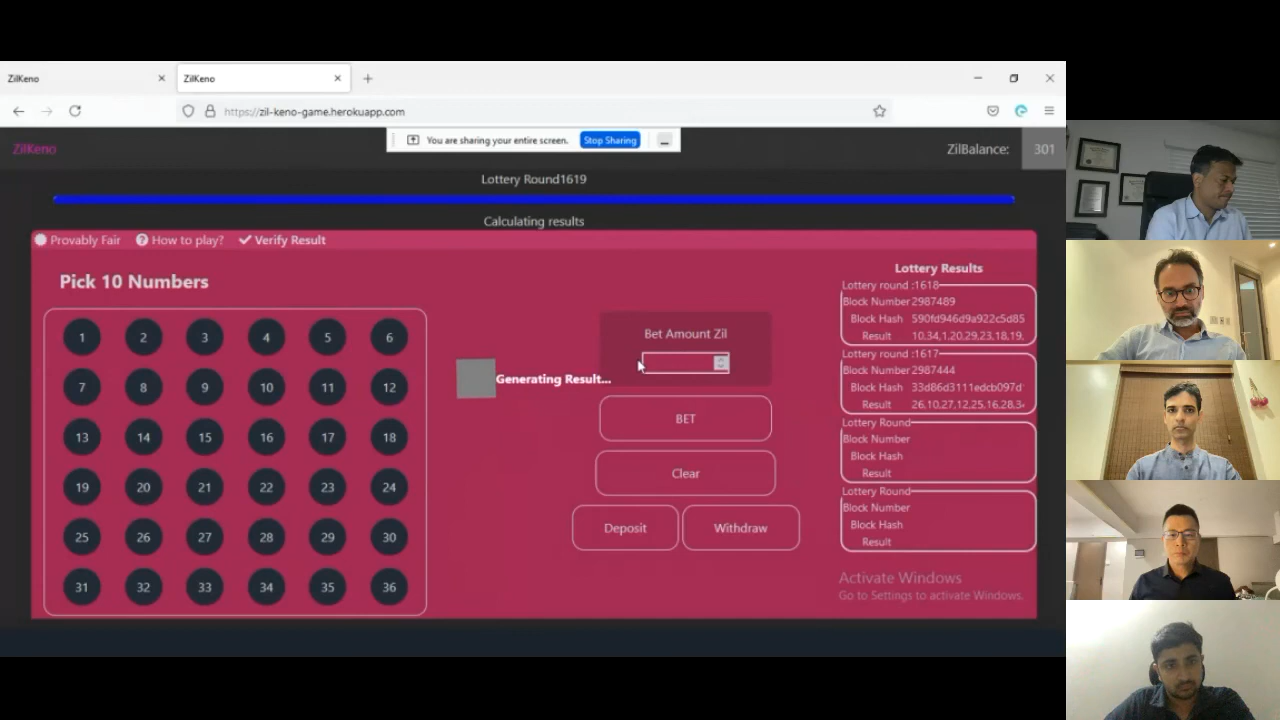 ZilKeno
ZilKeno
https://zil-keno-game.herokuapp.com
You are sharing your entire screen. Stop Sharing
ZilKeno
ZilBalance: 301
Lottery Round1619
Calculating results
Provably Fair ? How to play? Verify Result
Pick 10 Numbers
1 2 3 4 5 6
7 8 9 10 11 12
13 14 15 16 17 18
19 20 21 22 23 24
25 26 27 28 29 30
31 32 33 34 35 36
Generating Result...
Bet Amount Zil
BET
Clear
Deposit Withdraw
Lottery Results
Lottery round :1618
Block Number 2987489
Block Hash 590fd946d9a922c5d85
Result 10,34,1,20,29,23,18,19,
Lottery round :1617
Block Number 2987444
Block Hash 33d86d3111edcb097d
Result 26,10,27,12,25,16,28,3
Lottery Round
Block Number
Block Hash
Result
Lottery Round
Block Number
Block Hash
Result
Activate Windows
Go to Settings to activate Windows.